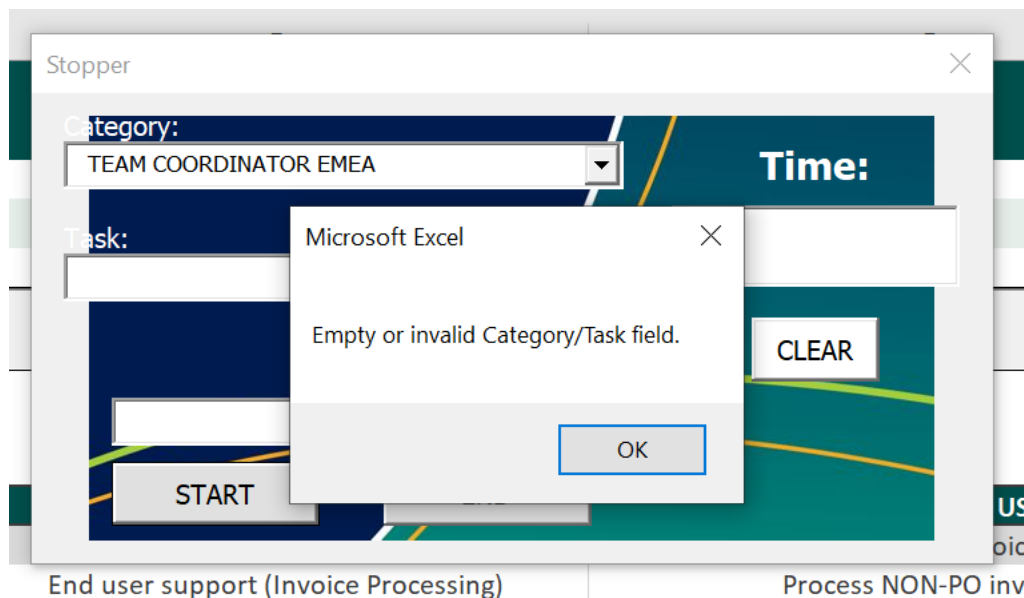 Stopper
Category:
TEAM COORDINATOR EMEA
Time:
Task:
Microsoft Excel
Empty or invalid Category/Task field.
OK
CLEAR
START
US
End user support (Invoice Processing)
Process NON-PO inv